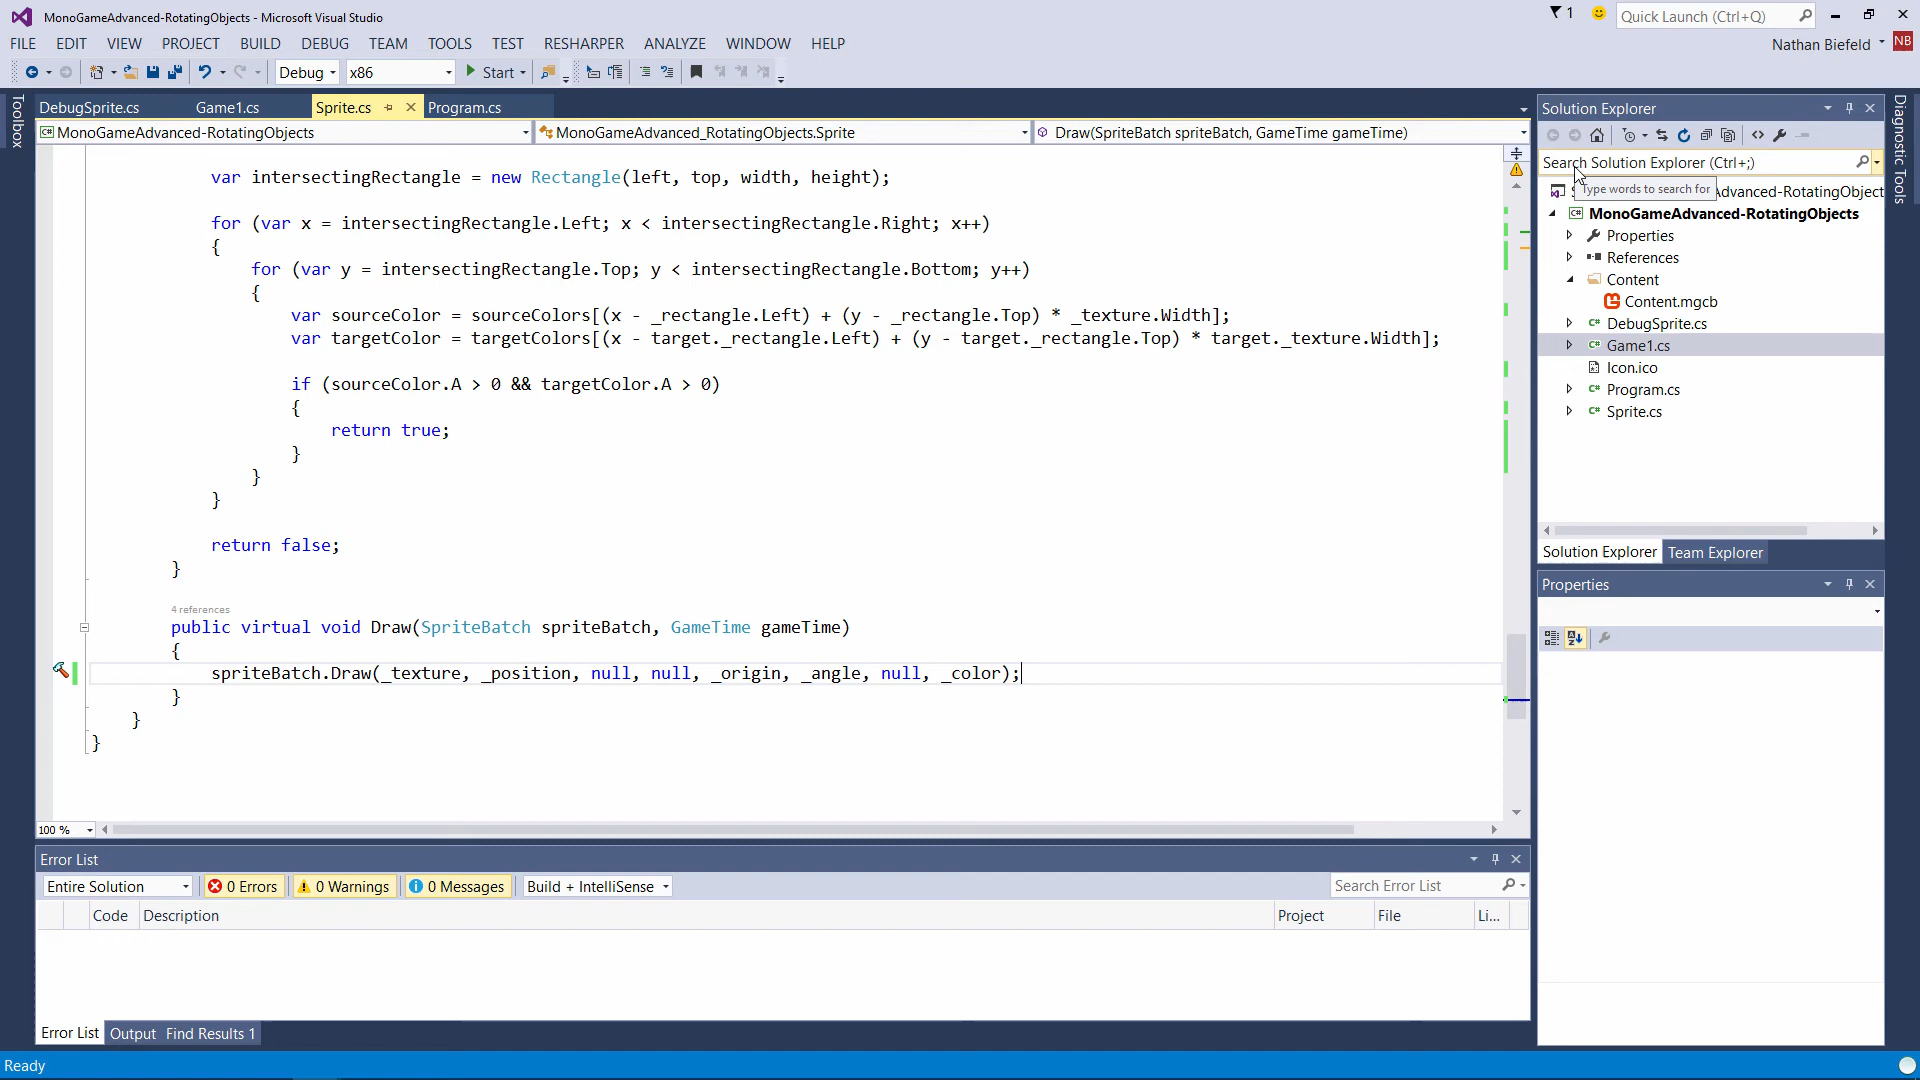 MonoGameAdvanced-RotatingObjects - Microsoft Visual Studio
1
Quick Launch (Ctrl+Q)
FILE EDIT VIEW PROJECT BUILD DEBUG TEAM TOOLS TEST RESHARPER ANALYZE WINDOW HELP
Nathan Biefeld
NB
Debug x86 Start
Toolbox
DebugSprite.cs Game1.cs Sprite.cs Program.cs
MonoGameAdvanced-RotatingObjects
MonoGameAdvanced_RotatingObjects.Sprite
Draw(SpriteBatch spriteBatch, GameTime gameTime)
var intersectingRectangle = new Rectangle(left, top, width, height);
for (var x = intersectingRectangle.Left; x < intersectingRectangle.Right; x++)
{
for (var y = intersectingRectangle.Top; y < intersectingRectangle.Bottom; y++)
{
var sourceColor = sourceColors[(x - _rectangle.Left) + (y - _rectangle.Top) * _texture.Width];
var targetColor = targetColors[(x - target._rectangle.Left) + (y - target._rectangle.Top) * target._texture.Width];
if (sourceColor.A > 0 && targetColor.A > 0)
{
return true;
}
}
}
return false;
}
4 references
public virtual void Draw(SpriteBatch spriteBatch, GameTime gameTime)
{
spriteBatch.Draw(_texture, _position, null, null, _origin, _angle, null, _color);
}
}
}
100 %
Solution Explorer
Search Solution Explorer (Ctrl+;)
Type words to search for
Advanced-RotatingObject
MonoGameAdvanced-RotatingObjects
Properties
References
Content
Content.mgcb
DebugSprite.cs
Game1.cs
Icon.ico
Program.cs
Sprite.cs
Solution Explorer Team Explorer
Properties
Diagnostic Tools
Error List
Entire Solution 0 Errors 0 Warnings 0 Messages Build + IntelliSense Search Error List
Code Description Project File Li...
Error List Output Find Results 1
Ready